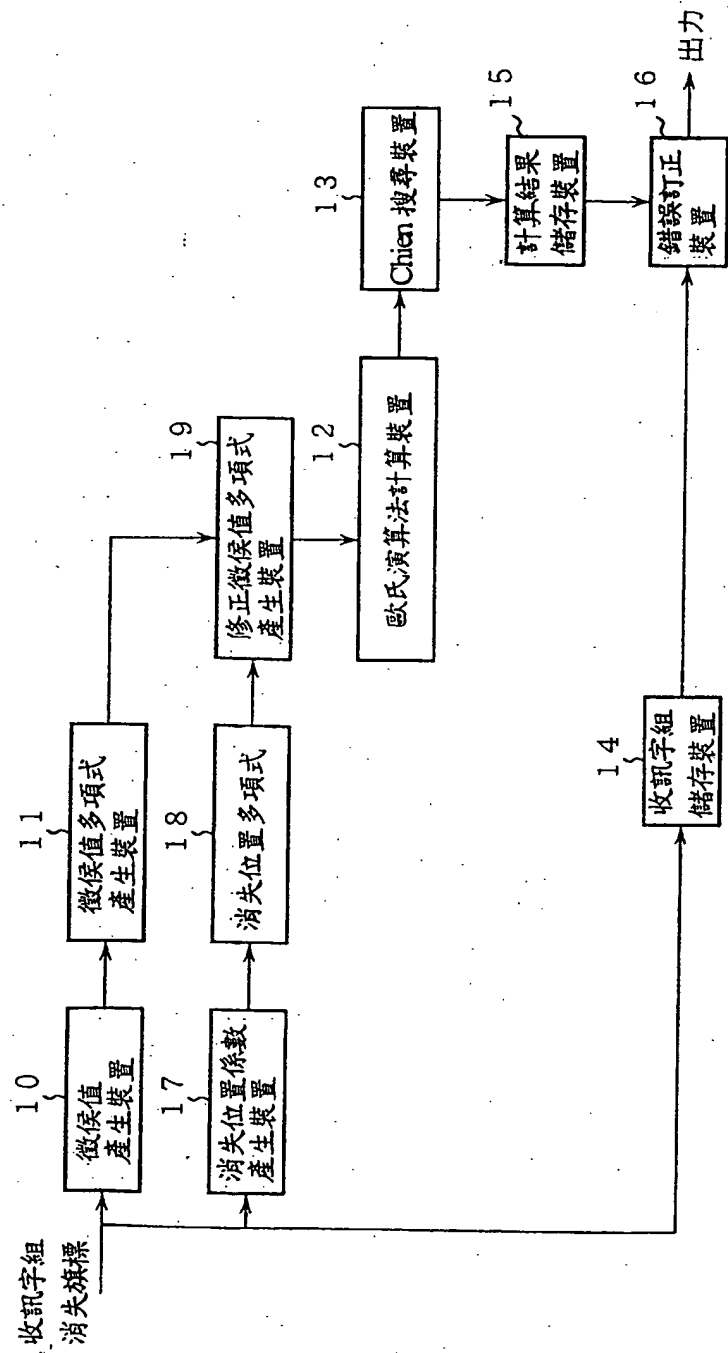 收訊字組
消失旗標
10
徵侯值
產生裝置
11
徵侯值多項式
產生裝置
17
消失位置係數
產生裝置
18
消失位置多項式
19
修正徵侯值多項式
產生裝置
12
歐氏演算法計算裝置
13
Chien 搜尋裝置
15
計算結果
儲存裝置
14
收訊字組
儲存裝置
16
錯誤訂正
裝置
出力